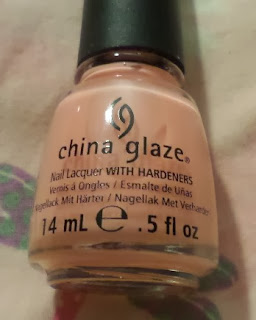 china glaze®
Nail Lacquer WITH HARDENERS
Vernis à Ongles / Esmalte de Uñas
Nagellack Mit Härter / Nagellak Met Verharder
14 mL e .5 fl oz